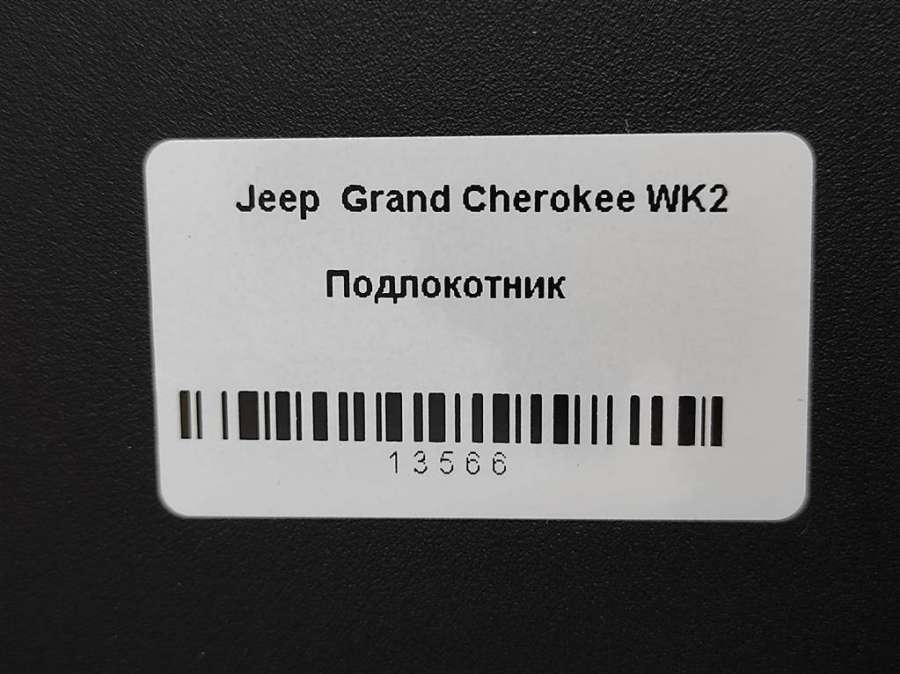 Jeep Grand Cherokee WK2
Подлокотник
13566